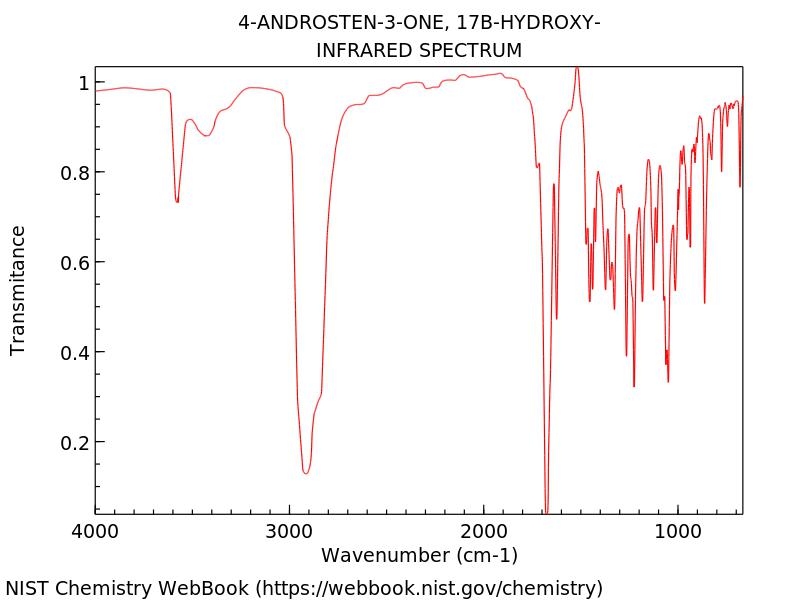 4-ANDROSTEN-3-ONE, 17B-HYDROXY-
INFRARED SPECTRUM
1
0.8
0.6
0.4
0.2
Transmitance
4000 3000 2000 1000
Wavenumber (cm-1)
NIST Chemistry WebBook (https://webbook.nist.gov/chemistry)